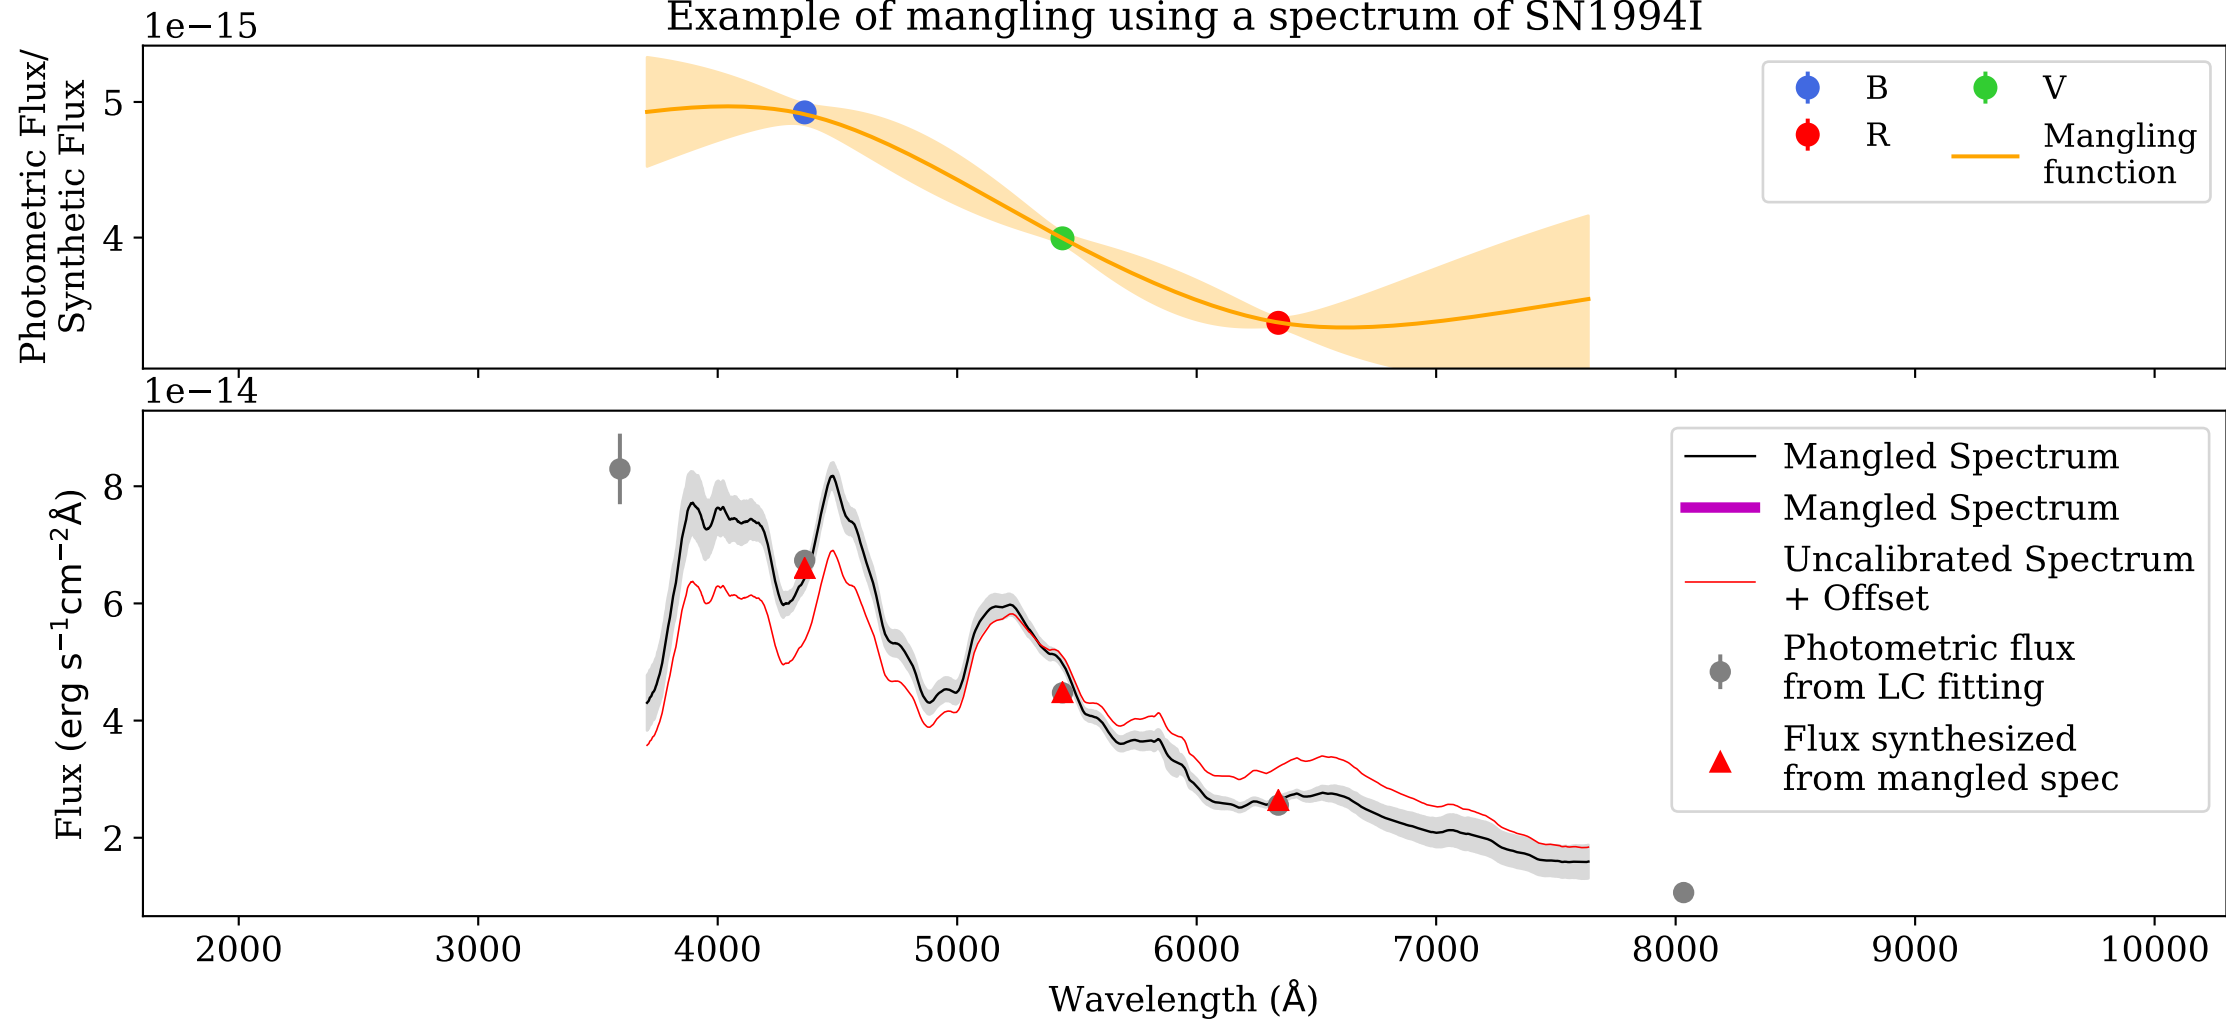 Example of mangling using a spectrum of SN1994I
1e−15
Photometric Flux/
Synthetic Flux
5
4
B
V
R
Mangling
function
1e−14
Flux (erg s⁻¹cm⁻²Å)
8
6
4
2
Mangled Spectrum
Mangled Spectrum
Uncalibrated Spectrum
+ Offset
Photometric flux
from LC fitting
Flux synthesized
from mangled spec
2000 3000 4000 5000 6000 7000 8000 9000 10000
Wavelength (Å)